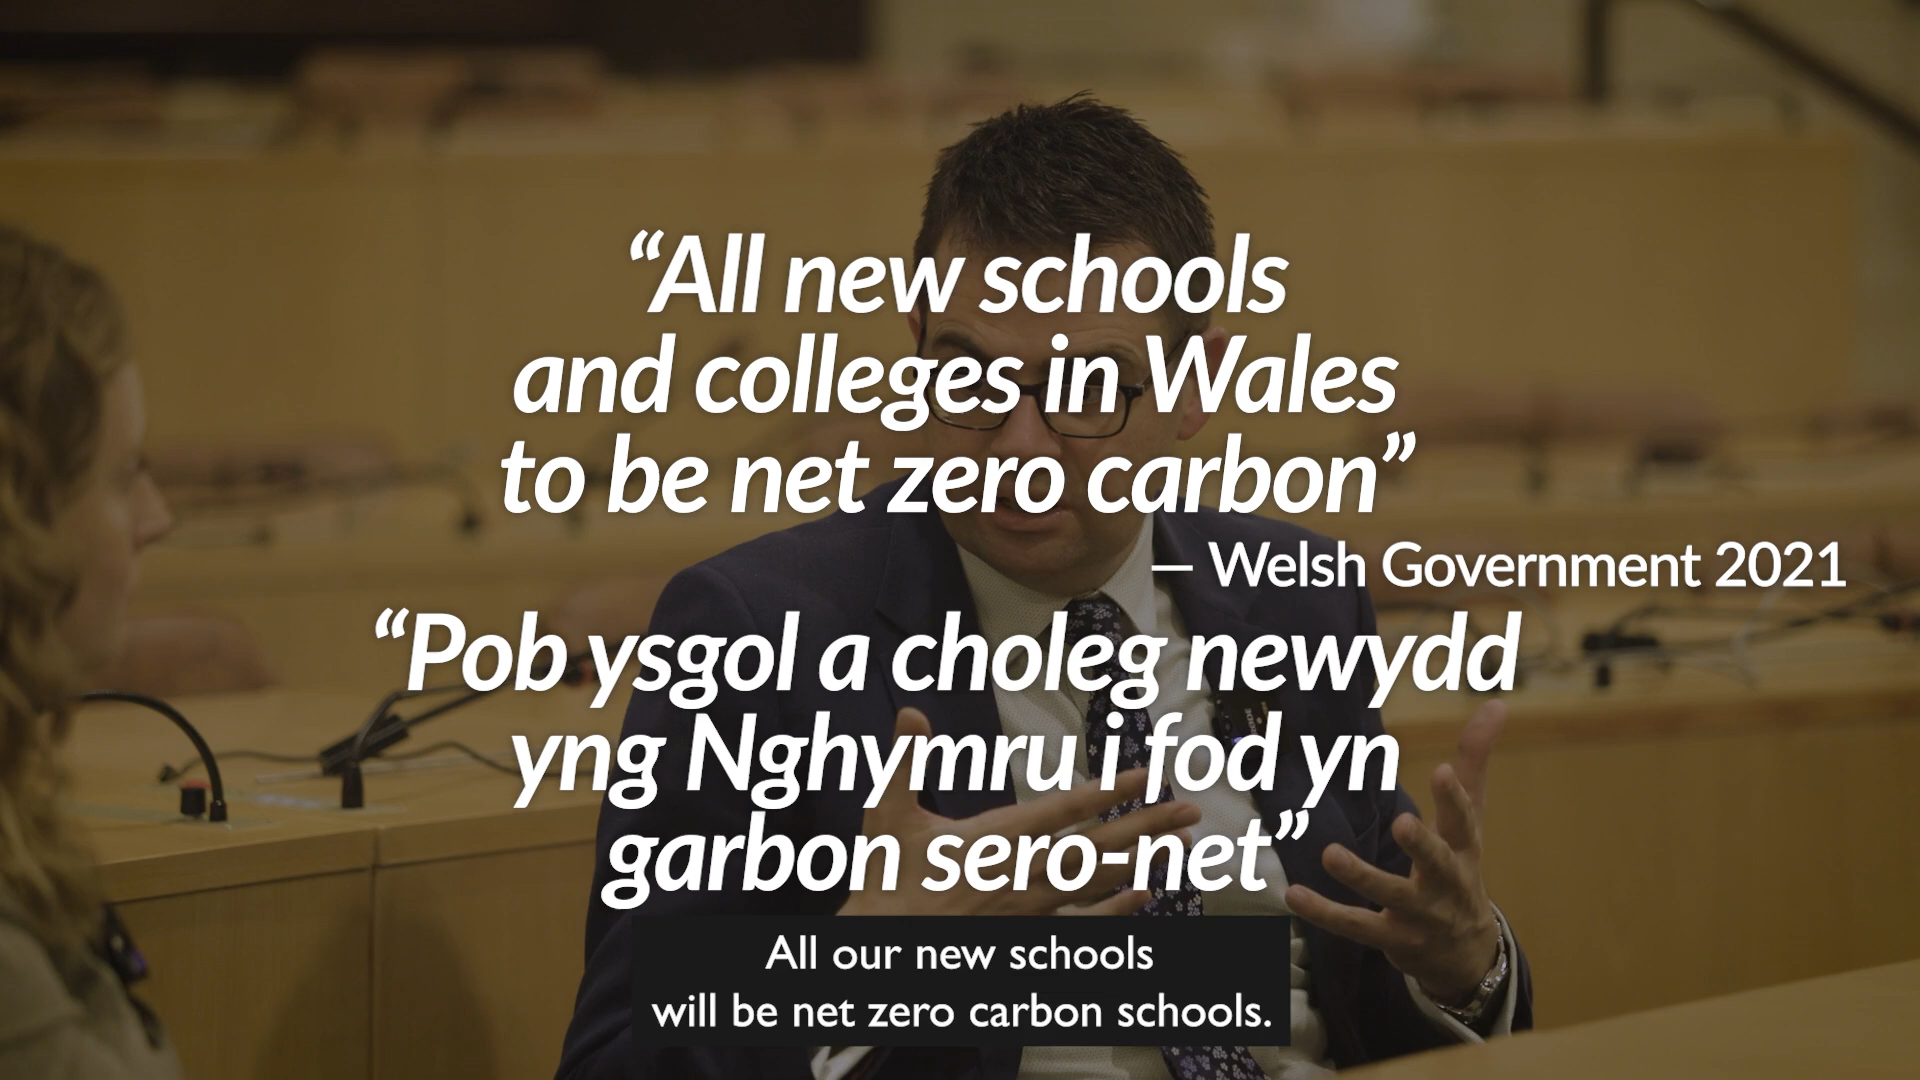 “All new schools
and colleges in Wales
to be net zero carbon”
— Welsh Government 2021
“Pob ysgol a choleg newydd
yng Nghymru i fod yn
garbon sero-net”
All our new schools
will be net zero carbon schools.